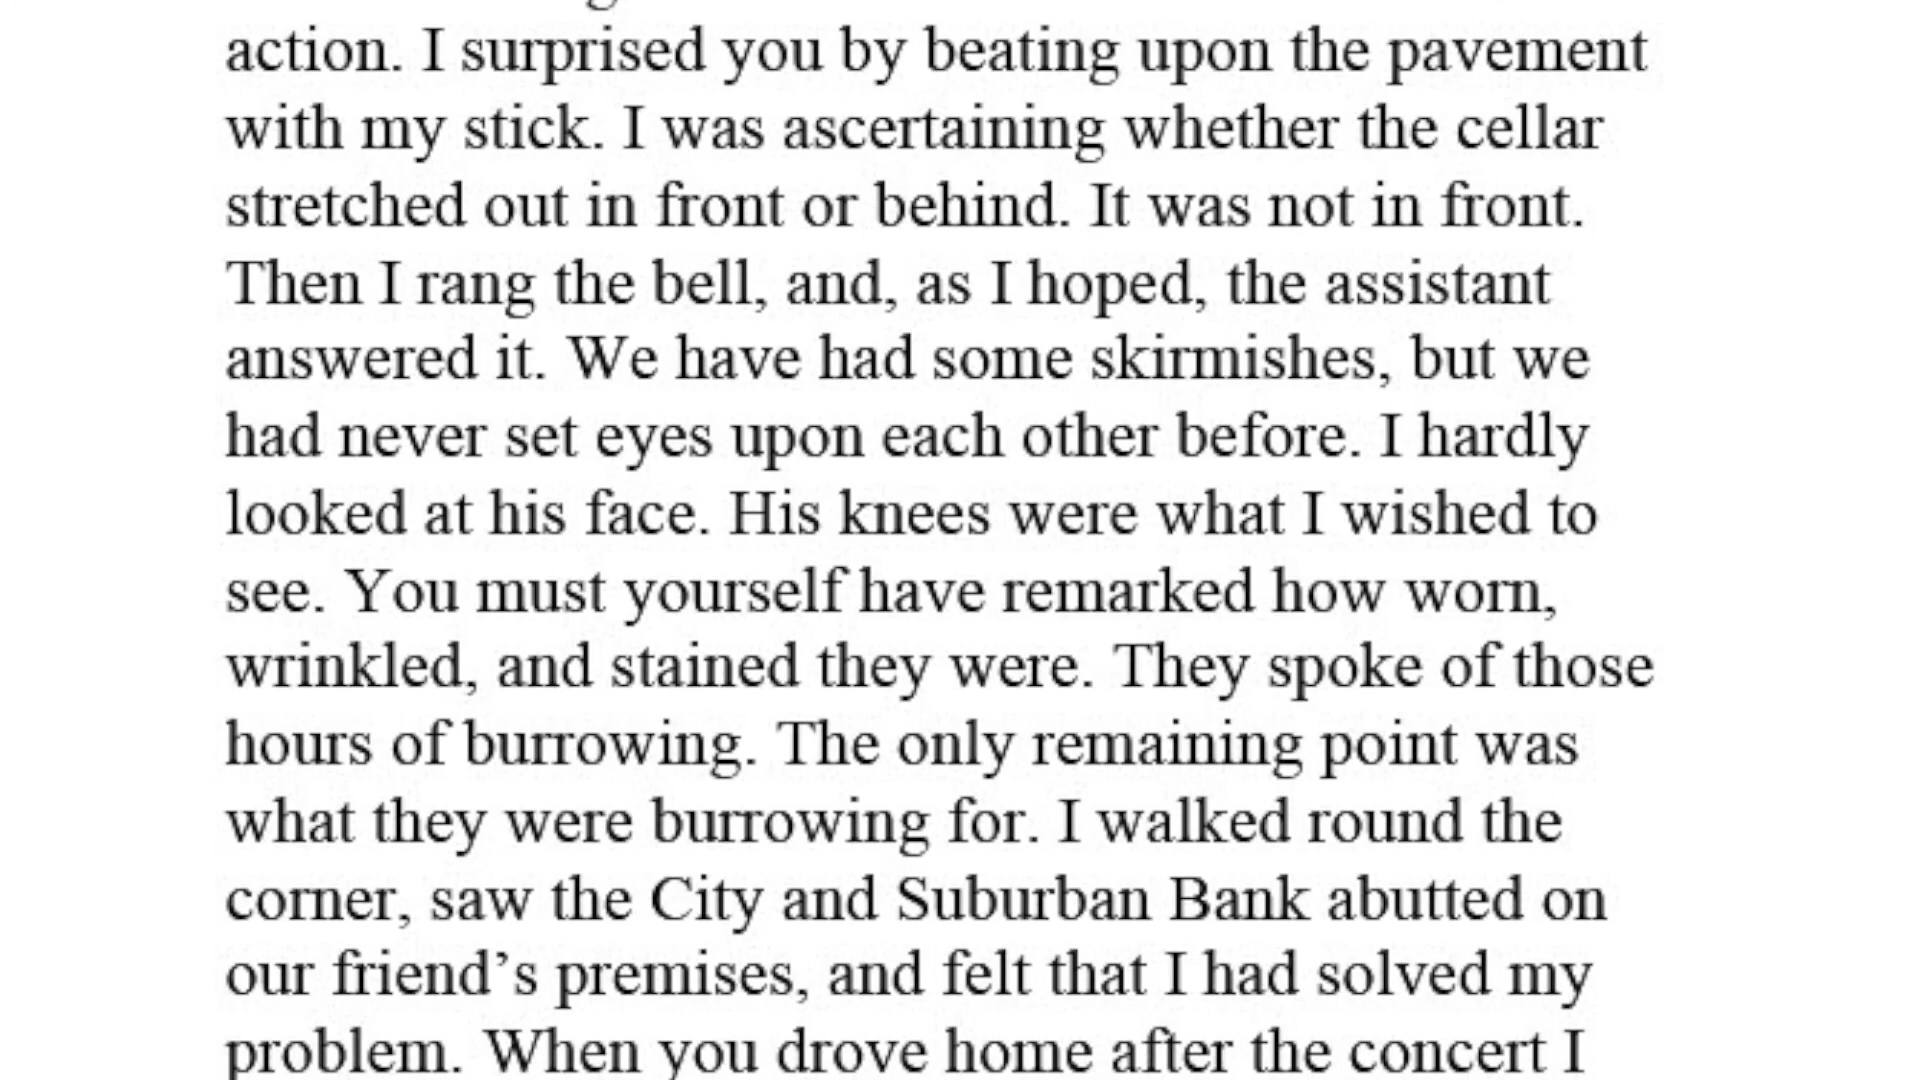 action. I surprised you by beating upon the pavement
with my stick. I was ascertaining whether the cellar
stretched out in front or behind. It was not in front.
Then I rang the bell, and, as I hoped, the assistant
answered it. We have had some skirmishes, but we
had never set eyes upon each other before. I hardly
looked at his face. His knees were what I wished to
see. You must yourself have remarked how worn,
wrinkled, and stained they were. They spoke of those
hours of burrowing. The only remaining point was
what they were burrowing for. I walked round the
corner, saw the City and Suburban Bank abutted on
our friend’s premises, and felt that I had solved my
problem. When you drove home after the concert I